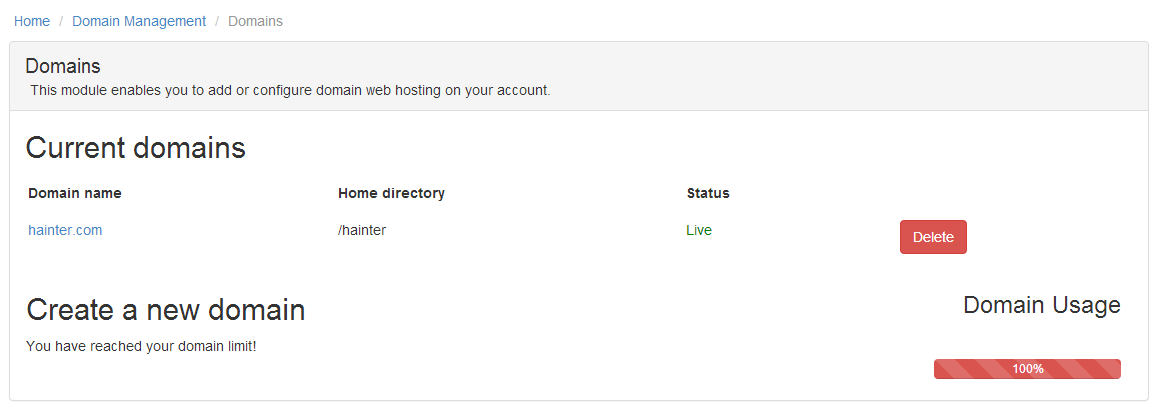 Home / Domain Management / Domains
Domains
This module enables you to add or configure domain web hosting on your account.
Current domains
Domain name Home directory Status
hainter.com /hainter Live Delete
Create a new domain
Domain Usage
You have reached your domain limit!
100%